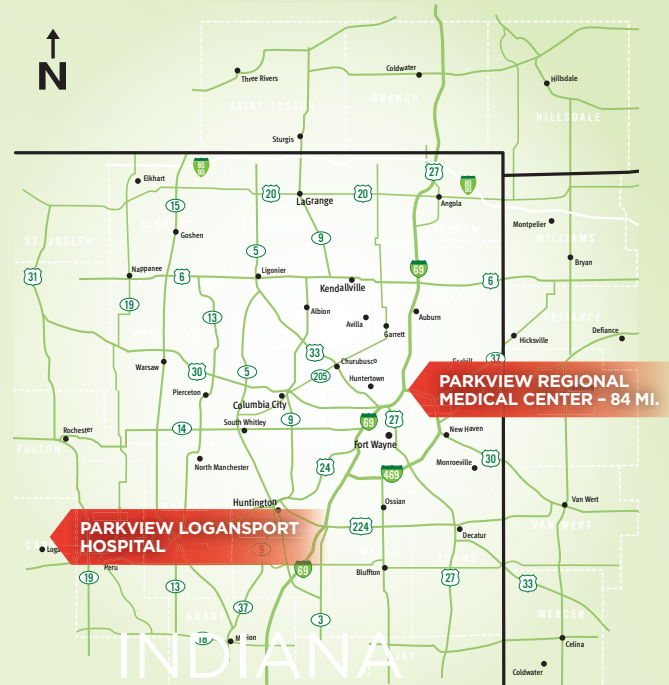 N
Three Rivers
Coldwater
Hillsdale
SAINT JOSEPH
BRANCH
HILLSDALE
Sturgis
80
90
27
80
90
Elkhart
20
20
LaGrange
Angola
15
Montpelier
WILLIAMS
Goshen
9
ST. JOSEPH
5
Bryan
69
Nappanee
Ligonier
31
6
6
Kendallville
19
Albion
13
Avilla
Auburn
DEFIANCE
Garrett
Defiance
Hicksville
33
37
Churubusco
Warsaw
30
5
205
Huntertown
PARKVIEW REGIONAL
MEDICAL CENTER – 84 MI.
Pierceton
Columbia City
9
69
27
South Whitley
14
New Haven
Rochester
Fort Wayne
FULTON
30
North Manchester
24
Monroeville
469
Huntington
Ossian
Van Wert
PARKVIEW LOGANSPORT
HOSPITAL
224
VAN WERT
Decatur
9
Peru
69
Bluffton
19
13
27
33
37
GRANT
3
MERCER
18
INDIANA
JAY
Celina
Coldwater